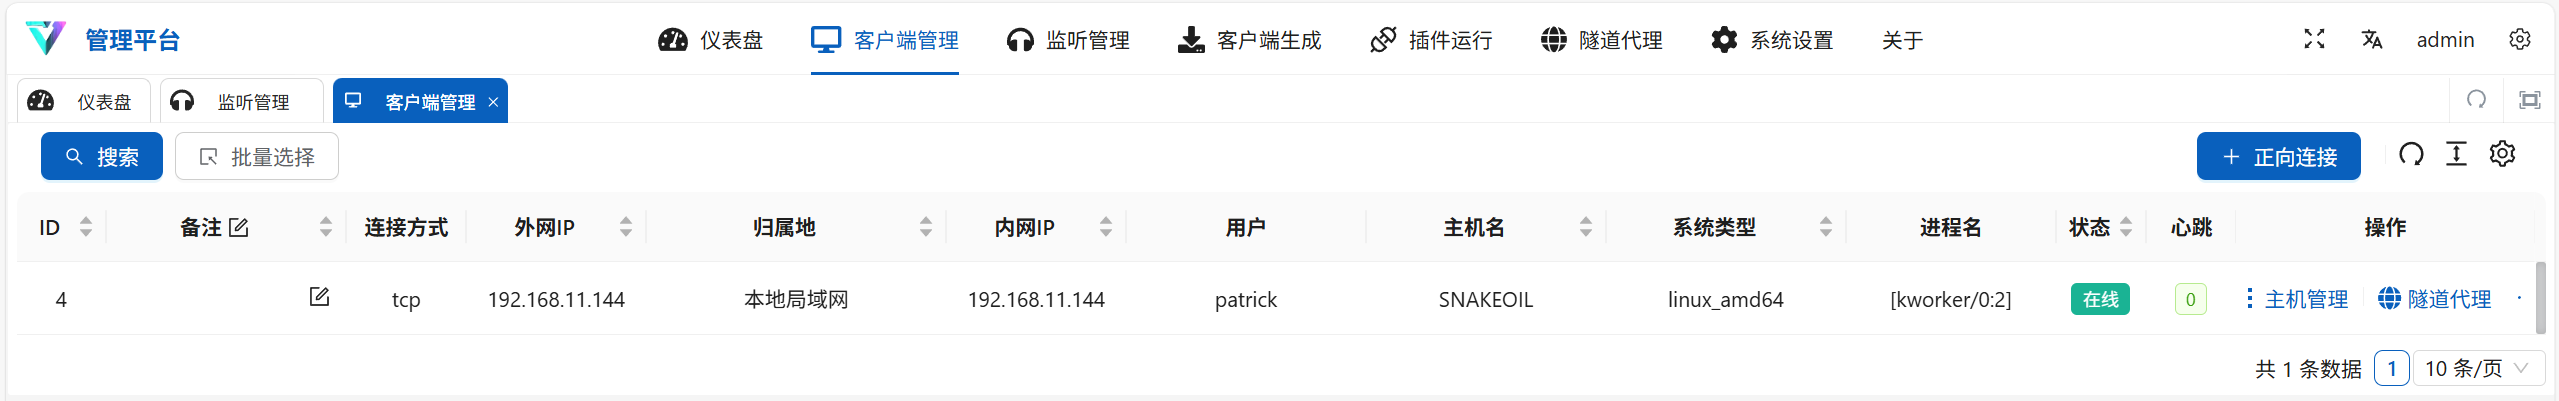 管理平台 仪表盘 客户端管理 监听管理 客户端生成 插件运行 隧道代理 系统设置 关于 admin
仪表盘 监听管理 客户端管理
搜索 批量选择 正向连接
ID 备注 连接方式 外网IP 归属地 内网IP 用户 主机名 系统类型 进程名 状态 心跳 操作
4 tcp 192.168.11.144 本地局域网 192.168.11.144 patrick SNAKEOIL linux_amd64 [kworker/0:2] 在线 0 主机管理 隧道代理
共 1 条数据 1 10 条/页